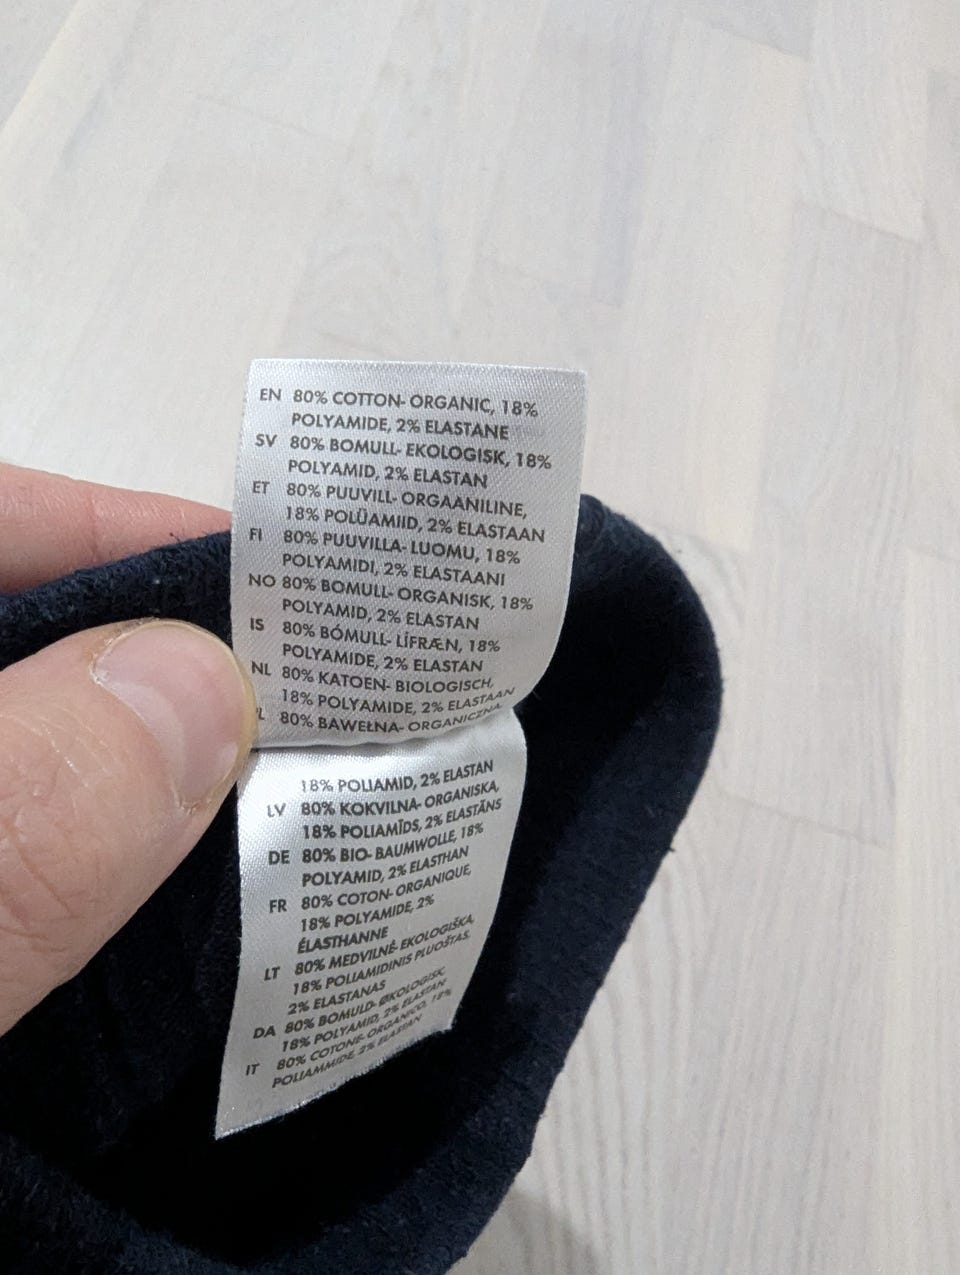 EN 80% COTTON- ORGANIC, 18%
POLYAMIDE, 2% ELASTANE
SV 80% BOMULL- EKOLOGISK, 18%
POLYAMID, 2% ELASTAN
ET 80% PUUVILL- ORGAANILINE,
18% POLÜAMIID, 2% ELASTAAN
FI 80% PUUVILLA- LUOMU, 18%
POLYAMIDI, 2% ELASTAANI
NO 80% BOMULL- ORGANISK, 18%
POLYAMID, 2% ELASTAN
IS 80% BÓMULL- LÍFRÆN, 18%
POLYAMIDE, 2% ELASTAN
NL 80% KATOEN- BIOLOGISCH,
18% POLYAMIDE, 2% ELASTAAN
PL 80% BAWEŁNA- ORGANICZNA,
18% POLIAMID, 2% ELASTAN
LV 80% KOKVILNA- ORGANISKA,
18% POLIAMĪDS, 2% ELASTĀNS
DE 80% BIO- BAUMWOLLE, 18%
POLYAMID, 2% ELASTHAN
FR 80% COTON- ORGANIQUE,
18% POLYAMIDE, 2%
ÉLASTHANNE
LT 80% MEDVILNĖ- EKOLOGIŠKA,
18% POLIAMIDINIS PLUOŠTAS,
2% ELASTANAS
DA 80% BOMULD- ØKOLOGISK,
18% POLYAMID, 2% ELASTAN
IT 80% COTONE- ORGANICO, 18%
POLIAMMIDE, 2% ELASTAN